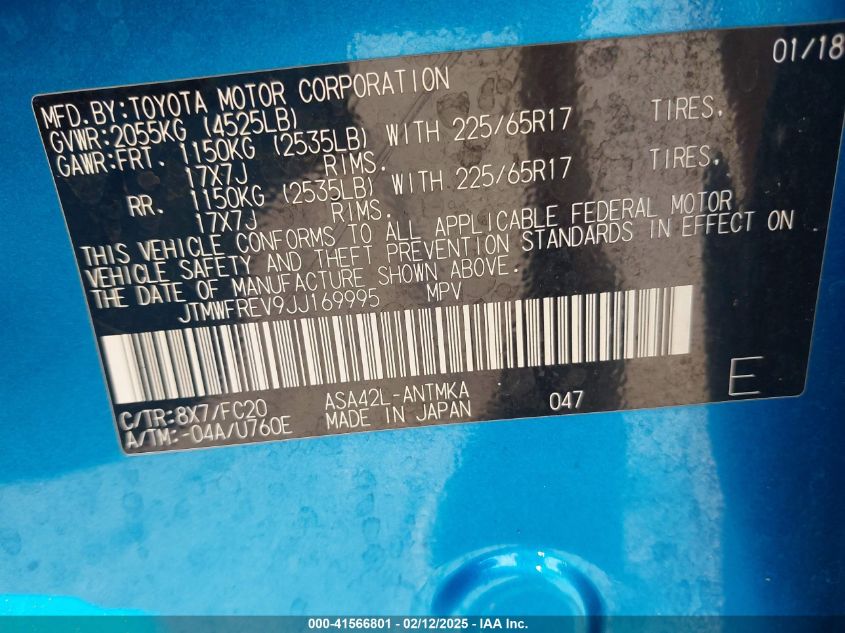 01/18
MFD.BY:TOYOTA MOTOR CORPORATION
GVWR:2055KG (4525LB)
GAWR:FRT. 1150KG (2535LB) WITH 225/65R17 TIRES,
17X7J RIMS.
RR. 1150KG (2535LB) WITH 225/65R17 TIRES,
17X7J RIMS.
THIS VEHICLE CONFORMS TO ALL APPLICABLE FEDERAL MOTOR
VEHICLE SAFETY AND THEFT PREVENTION STANDARDS IN EFFECT ON
THE DATE OF MANUFACTURE SHOWN ABOVE.
JTMWFREV9JJ169995 MPV
C/TR:8X7/FC20 ASA42L-ANTMKA 047 E
A/TM:-04A/U760E MADE IN JAPAN
000-41566801 - 02/12/2025 - IAA Inc.